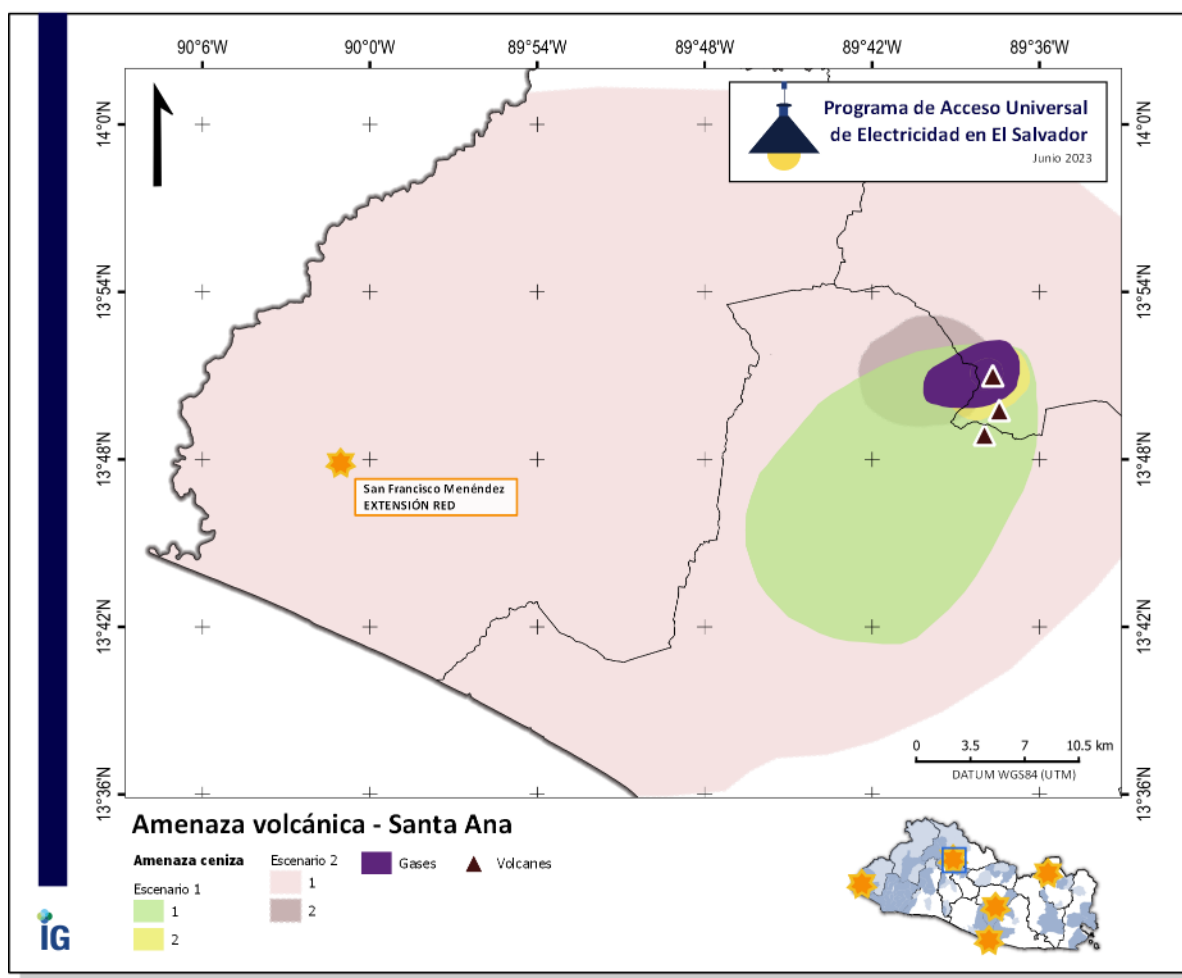 90°6'W 90°0'W 89°54'W 89°48'W 89°42'W 89°36'W
Programa de Acceso Universal
de Electricidad en El Salvador
Junio 2023
14°0'N 14°0'N
13°54'N 13°54'N
13°48'N 13°48'N
San Francisco Menéndez
EXTENSIÓN RED
13°42'N 13°42'N
0 3.5 7 10.5 km
DATUM WGS84 (UTM)
13°36'N 13°36'N
Amenaza volcánica - Santa Ana
Amenaza ceniza
Escenario 1
1
2
Escenario 2
1
2
Gases
Volcanes
iG